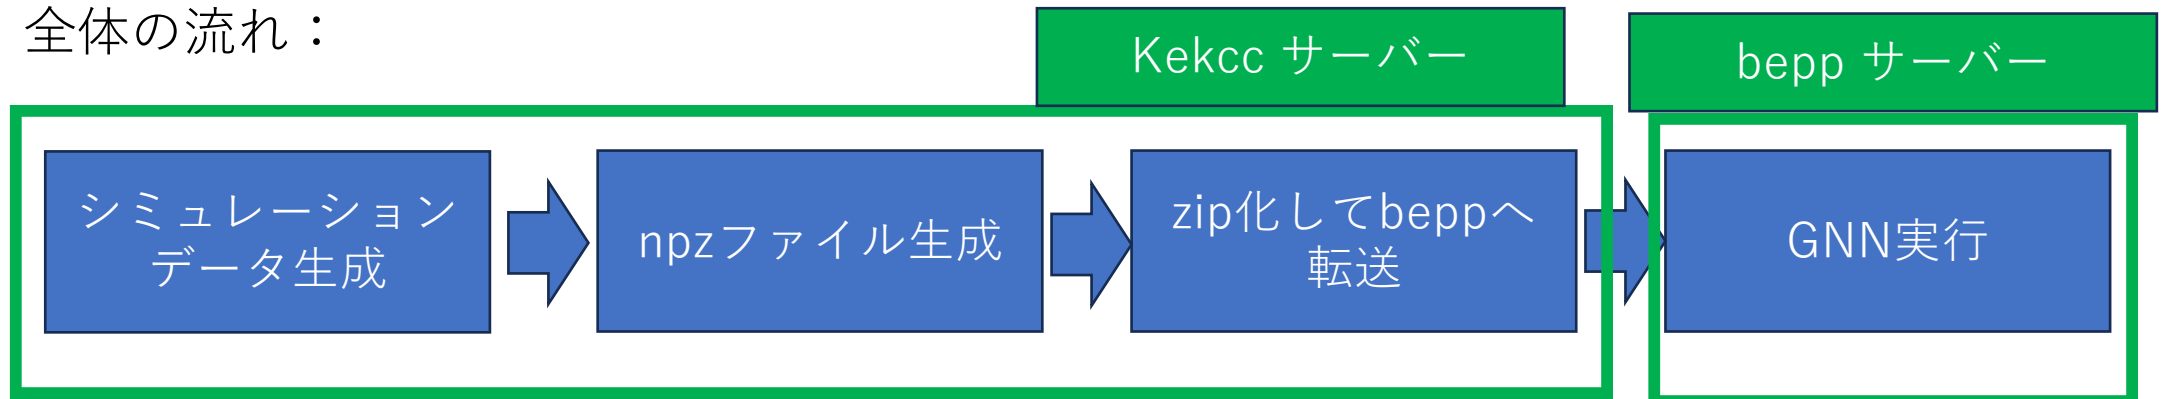 全体の流れ：
Kekcc サーバー
bepp サーバー
シミュレーション
データ生成
npzファイル生成
zip化してbeppへ
転送
GNN実行